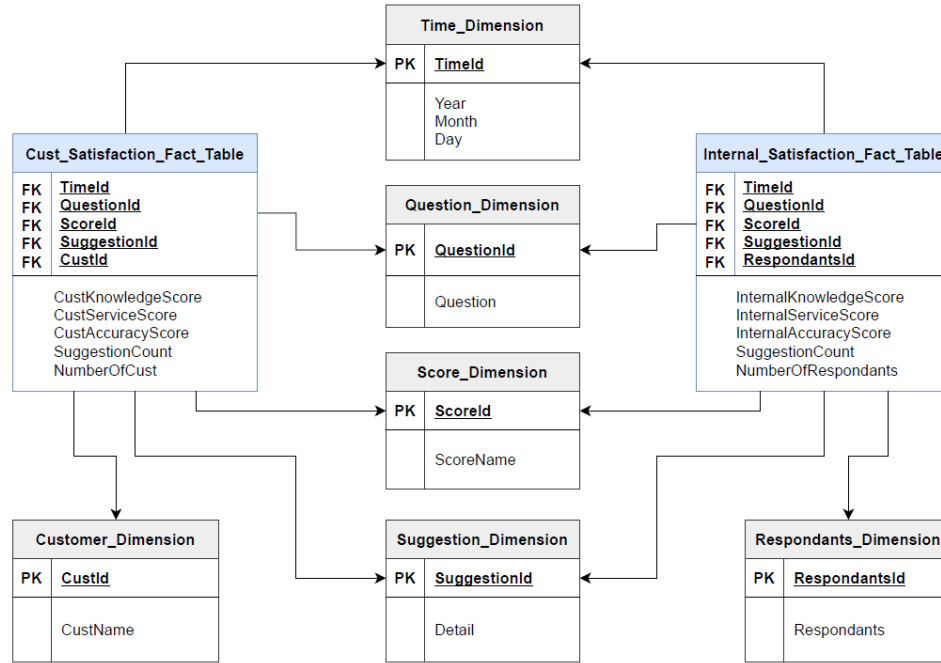 Time_Dimension
PK TimeId
Year
Month
Day
Cust_Satisfaction_Fact_Table
FK TimeId
FK QuestionId
FK ScoreId
FK SuggestionId
FK CustId
CustKnowledgeScore
CustServiceScore
CustAccuracyScore
SuggestionCount
NumberOfCust
Question_Dimension
PK QuestionId
Question
Internal_Satisfaction_Fact_Table
FK TimeId
FK QuestionId
FK ScoreId
FK SuggestionId
FK RespondantsId
InternalKnowledgeScore
InternalServiceScore
InternalAccuracyScore
SuggestionCount
NumberOfRespondants
Score_Dimension
PK ScoreId
ScoreName
Customer_Dimension
PK CustId
CustName
Suggestion_Dimension
PK SuggestionId
Detail
Respondants_Dimension
PK RespondantsId
Respondants